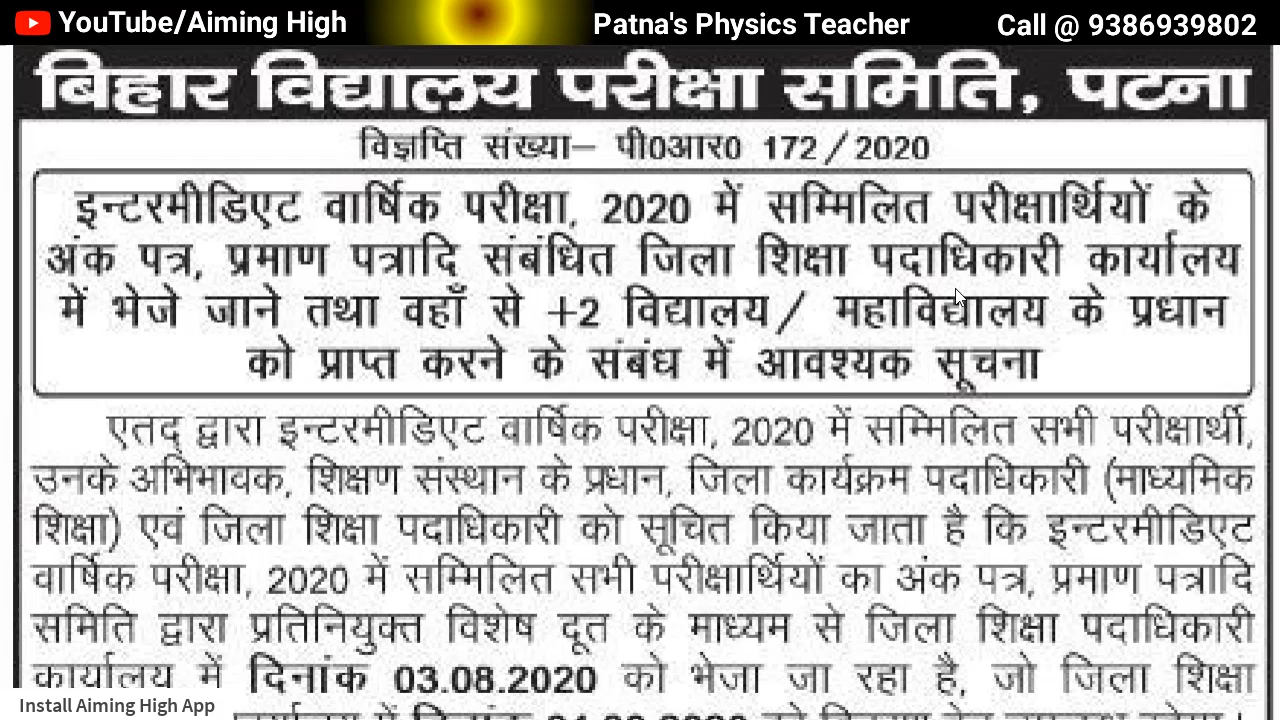 YouTube/Aiming High
Patna's Physics Teacher
Call @ 9386939802
बिहार विद्यालय परीक्षा समिति, पटना
विज्ञप्ति संख्या– पी0आर0 172/2020
इन्टरमीडिएट वार्षिक परीक्षा, 2020 में सम्मिलित परीक्षार्थियों के
अंक पत्र, प्रमाण पत्रादि संबंधित जिला शिक्षा पदाधिकारी कार्यालय
में भेजे जाने तथा वहाँ से +2 विद्यालय/ महाविद्यालय के प्रधान
को प्राप्त करने के संबंध में आवश्यक सूचना
एतद् द्वारा इन्टरमीडिएट वार्षिक परीक्षा, 2020 में सम्मिलित सभी परीक्षार्थी,
उनके अभिभावक, शिक्षण संस्थान के प्रधान, जिला कार्यक्रम पदाधिकारी (माध्यमिक
शिक्षा) एवं जिला शिक्षा पदाधिकारी को सूचित किया जाता है कि इन्टरमीडिएट
वार्षिक परीक्षा, 2020 में सम्मिलित सभी परीक्षार्थियों का अंक पत्र, प्रमाण पत्रादि
समिति द्वारा प्रतिनियुक्त विशेष दूत के माध्यम से जिला शिक्षा पदाधिकारी
कार्यालय में दिनांक 03.08.2020 को भेजा जा रहा है, जो जिला शिक्षा
Install Aiming High App